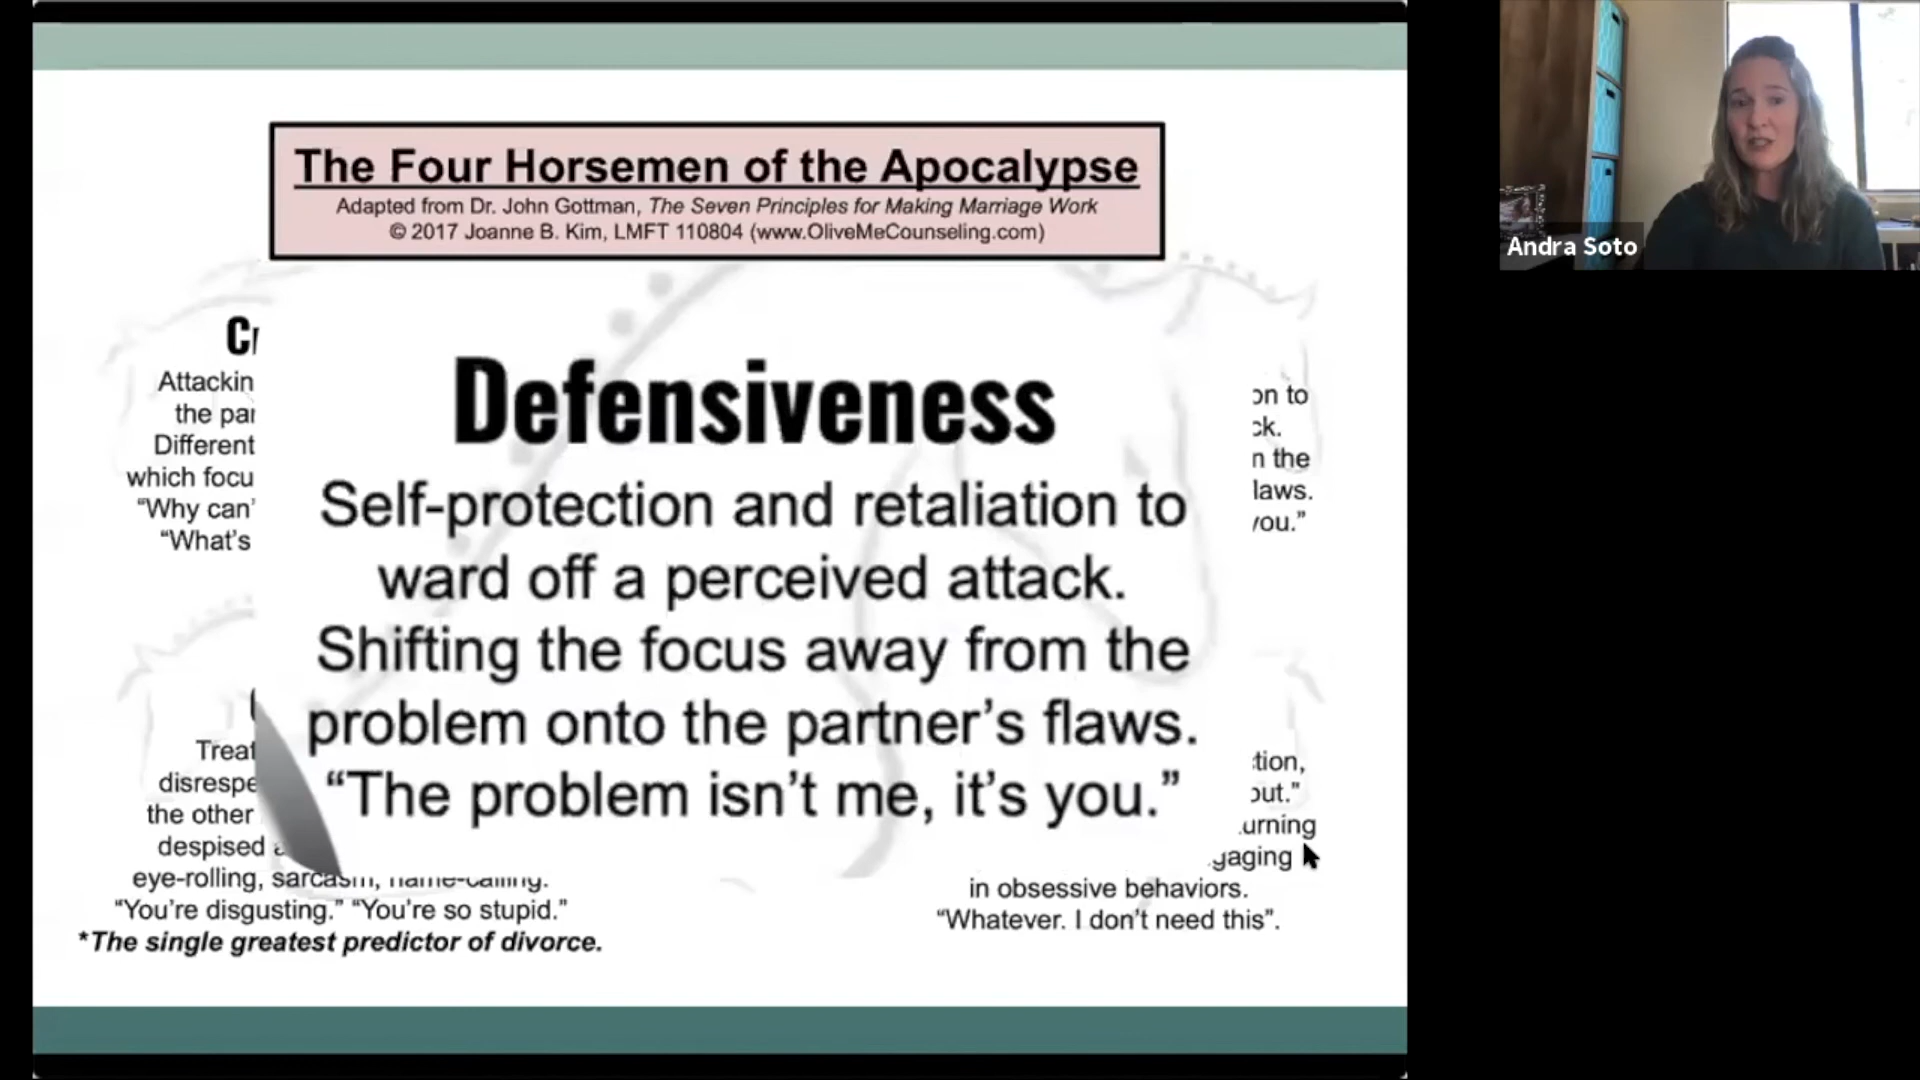 The Four Horsemen of the Apocalypse
Adapted from Dr. John Gottman, The Seven Principles for Making Marriage Work
© 2017 Joanne B. Kim, LMFT 110804 (www.OliveMeCounseling.com)
Attackin
the par
Different
which focu
“Why can’
“What’s
Defensiveness
Self-protection and retaliation to
ward off a perceived attack.
Shifting the focus away from the
problem onto the partner’s flaws.
“The problem isn’t me, it’s you.”
on to
ck.
n the
laws.
you.”
Treat
disrespe
the other
despised
eye-rolling, sarcasm, name-calling.
“You’re disgusting.” “You’re so stupid.”
*The single greatest predictor of divorce.
tion,
out.”
urning
gaging
in obsessive behaviors.
“Whatever. I don’t need this”.
Andra Soto